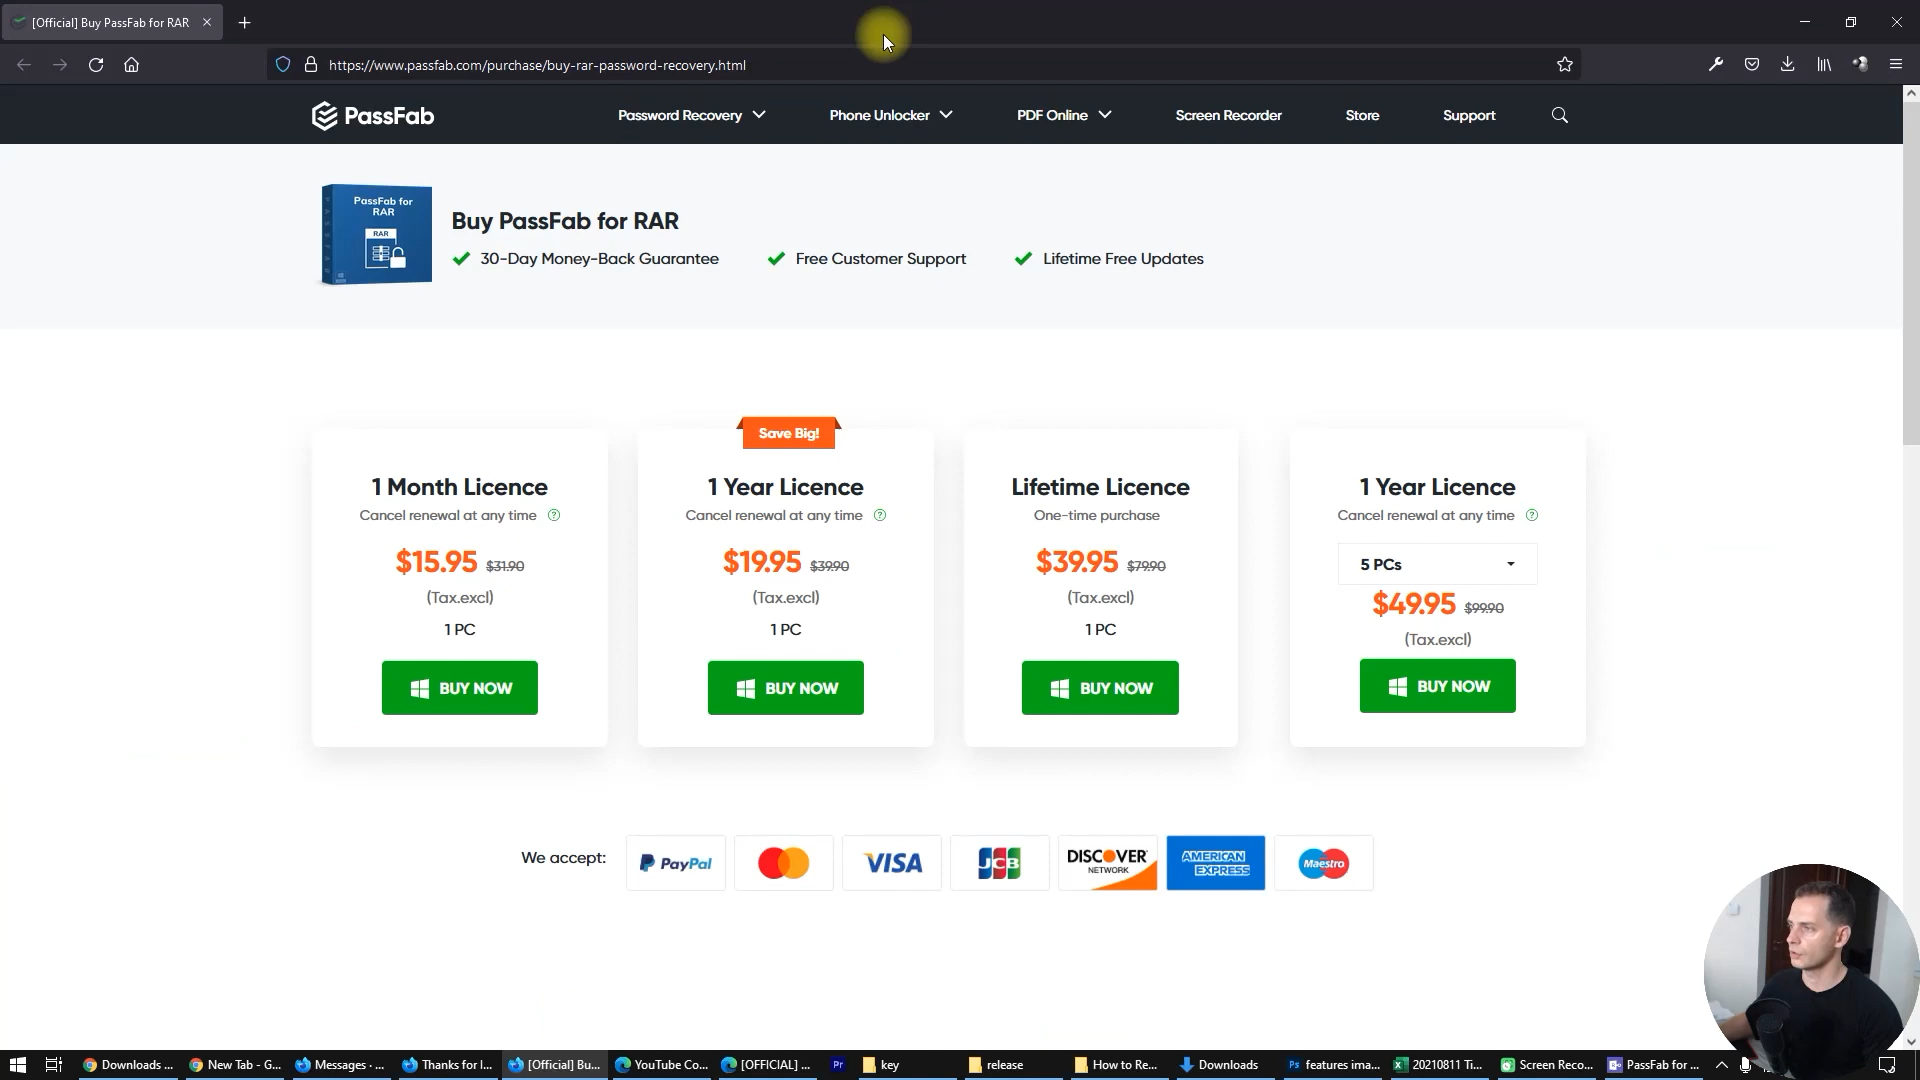 [Official] Buy PassFab for RAR
https://www.passfab.com/purchase/buy-rar-password-recovery.html
PassFab
Password Recovery
Phone Unlocker
PDF Online
Screen Recorder
Store
Support
PassFab for
RAR
RAR
Buy PassFab for RAR
30-Day Money-Back Guarantee
Free Customer Support
Lifetime Free Updates
1 Month Licence
Cancel renewal at any time ?
$15.95 $31.90
(Tax.excl)
1 PC
BUY NOW
Save Big!
1 Year Licence
Cancel renewal at any time ?
$19.95 $39.90
(Tax.excl)
1 PC
BUY NOW
Lifetime Licence
One-time purchase
$39.95 $79.90
(Tax.excl)
1 PC
BUY NOW
1 Year Licence
Cancel renewal at any time ?
5 PCs
$49.95 $99.90
(Tax.excl)
BUY NOW
We accept:
PayPal
VISA
JCB
DISCOVER
NETWORK
AMERICAN
EXPRESS
Maestro
Downloads ...
New Tab - G...
Messages · ...
Thanks for l...
[Official] Bu...
YouTube Co...
[OFFICIAL] ...
Pr
key
release
How to Re...
Downloads
Ps
features ima...
20210811 Ti...
Screen Reco...
PassFab for ...